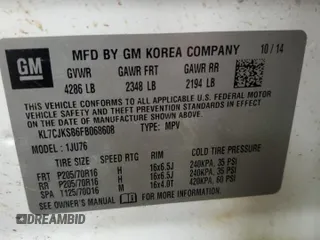 GM
MFD BY GM KOREA COMPANY 10/14
GVWR GAWR FRT GAWR RR
4286 LB 2348 LB 2194 LB
THIS VEHICLE CONFORMS TO ALL APPLICABLE U.S. FEDERAL MOTOR
VEHICLE SAFETY, BUMPER, AND THEFT PREVENTION STANDARDS IN
EFFECT ON THE DATE OF MANUFACTURE SHOWN ABOVE.
KL7CJKSB6FB068608 TYPE: MPV
MODEL: 1JU76
TIRE SIZE SPEED RTG RIM COLD TIRE PRESSURE
FRT P205/70R16 H 16x6.5J 240KPA, 35 PSI
RR P205/70R16 H 16x6.5J 240KPA, 35 PSI
SPA T125/70D16 M 16x4.0T 420KPA, 60 PSI
SEE OWNER'S MANUAL FOR ADDITIONAL INFORMATION.
AUTOBIDMASTER